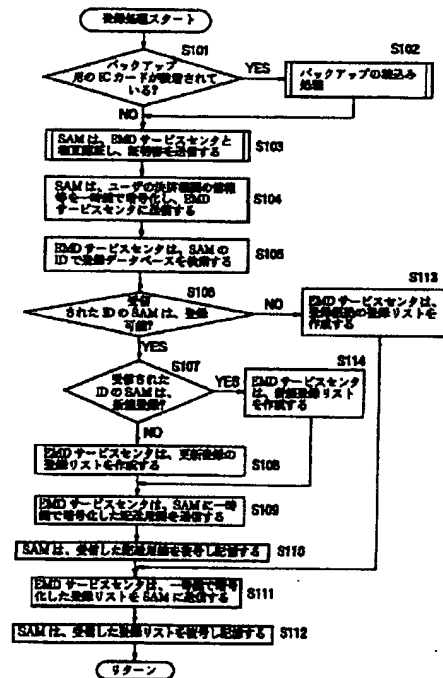 登録処理スタート
S101
バックアップ
用のICカードが装着されて
いる?
YES
S102
バックアップの読込み
処理
NO
SAMは、EMDサービスセンタと
相互認証し、証明書を送信する
S103
SAMは、ユーザの決済機関の情報
等を一時鍵で暗号化し、EMD
サービスセンタに送信する
S104
EMDサービスセンタは、SAMの
IDで登録データベースを検索する
S105
S106
受信
されたIDのSAMは、登録
可能?
NO
S113
EMDサービスセンタは、
登録拒絶の登録リストを
作成する
YES
S107
受信された
IDのSAMは、
新規登録?
YES
S114
EMDサービスセンタ
は、新規登録リスト
を作成する
NO
EMDサービスセンタは、更新後の
登録リストを作成する
S108
EMDサービスセンタは、SAMに一時
鍵で暗号化した配送用鍵を送信する
S109
SAMは、受信した配送用鍵を復号し記憶する
S110
EMDサービスセンタは、一時鍵で暗号
化した登録リストをSAMに送信する
S111
SAMは、受信した登録リストを復号し記憶する
S112
リターン